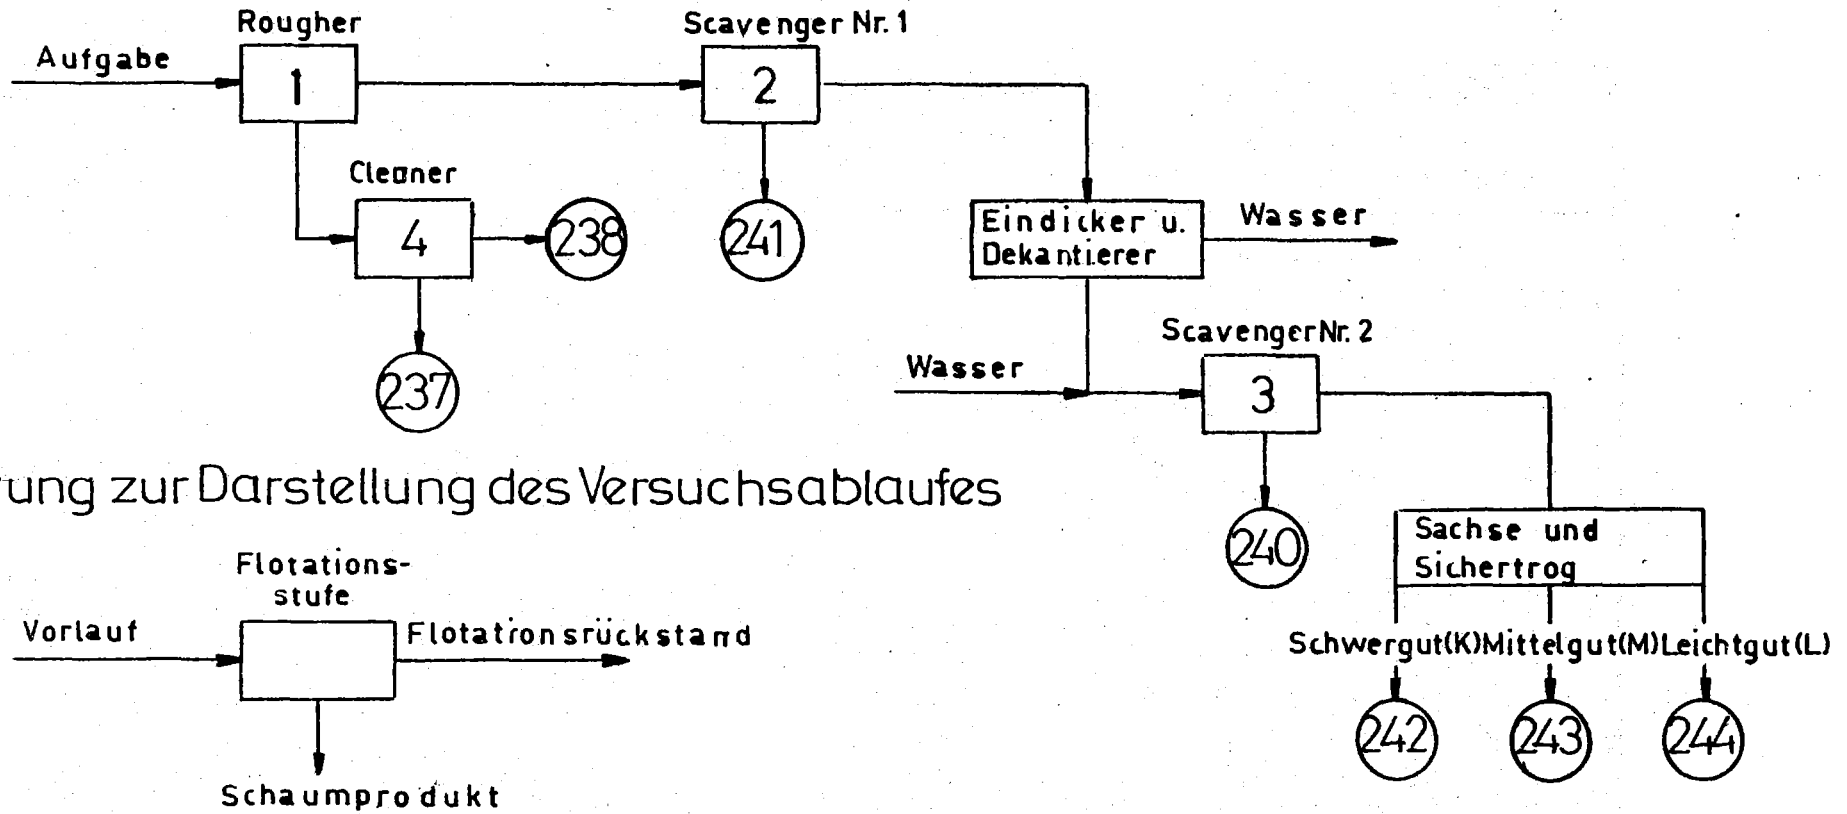 Rougher
Scavenger Nr. 1
Aufgabe
1
2
Cleaner
4
238
241
Eindicker u.
Dekantierer
Wasser
237
Scavenger Nr. 2
Wasser
3
240
zur Darstellung des Versuchsablaufes
Sachse und
Sichertrog
Flotations-
stufe
Vorlauf
Flotationsrückstand
Schaumprodukt
Schwergut(K) Mittelgut(M) Leichtgut(L)
242
243
244